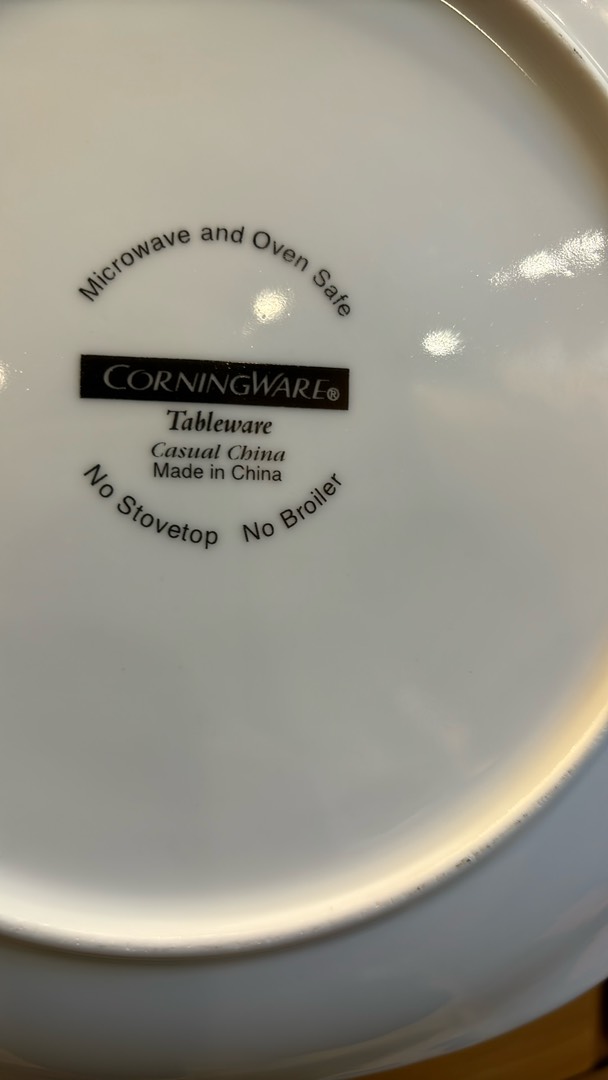 Microwave and Oven Safe
CORNINGWARE®
Tableware
Casual China
Made in China
No Stovetop No Broiler